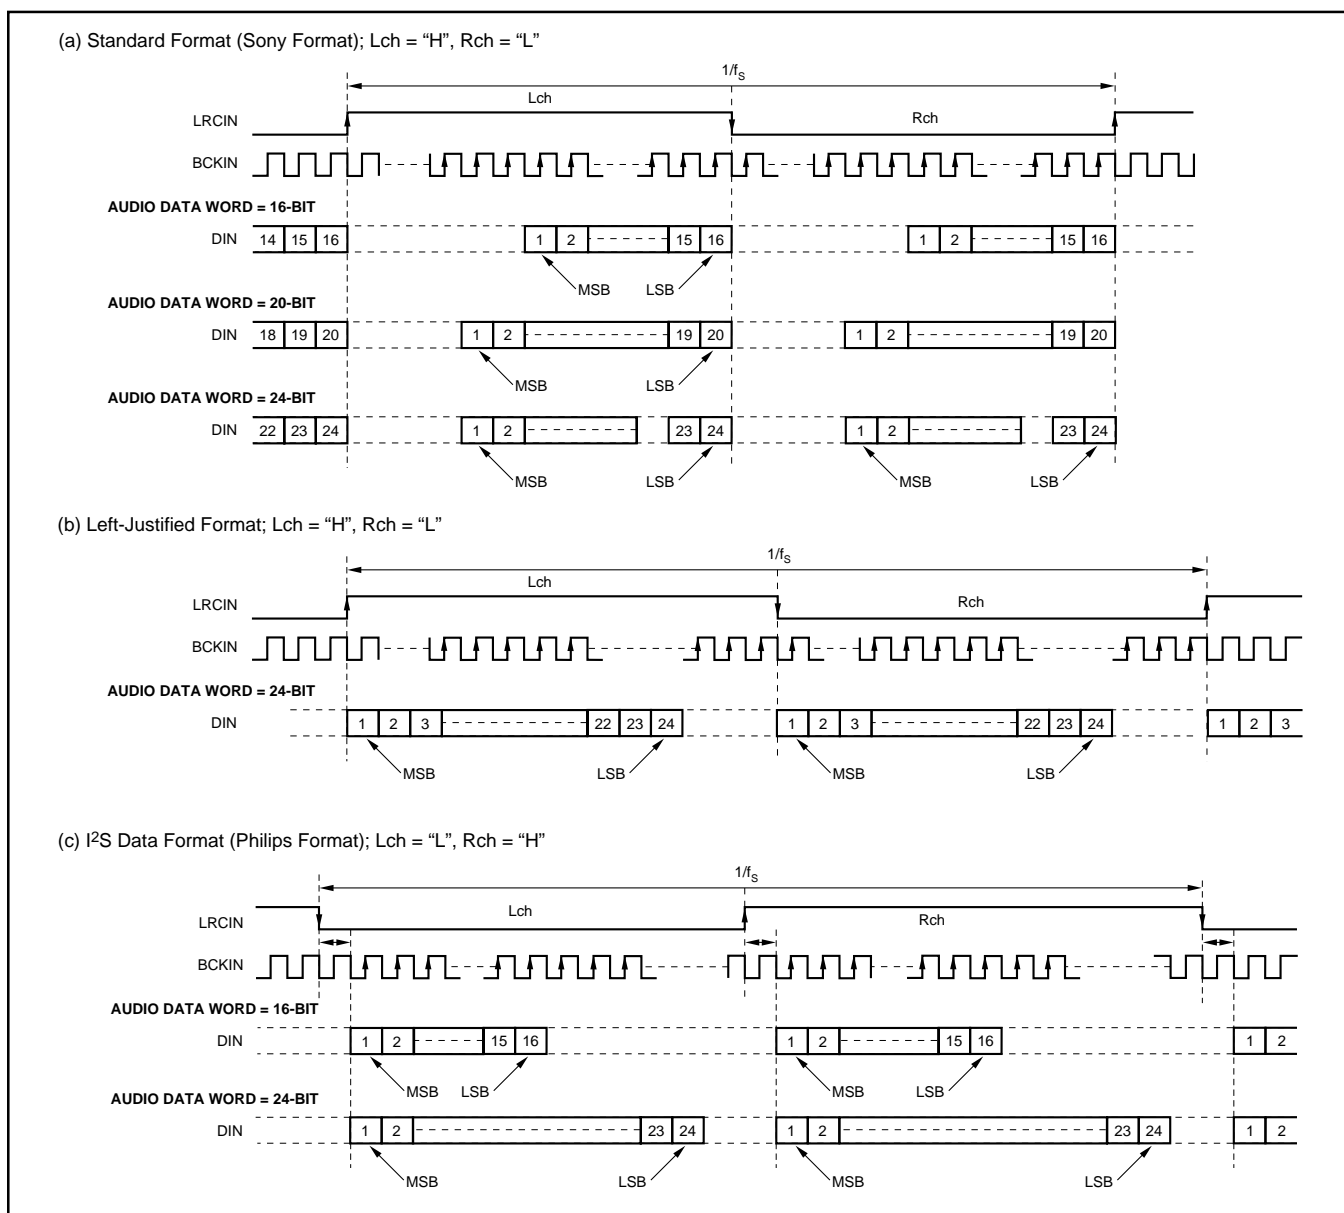 (a) Standard Format (Sony Format); Lch = “H”, Rch = “L”
1/fS
Lch
LRCIN
Rch
BCKIN
AUDIO DATA WORD = 16-BIT
DIN 14 15 16 1 2 15 16 1 2 15 16
MSB LSB
AUDIO DATA WORD = 20-BIT
DIN 18 19 20 1 2 19 20 1 2 19 20
MSB LSB
AUDIO DATA WORD = 24-BIT
DIN 22 23 24 1 2 23 24 1 2 23 24
MSB LSB MSB LSB
(b) Left-Justified Format; Lch = “H”, Rch = “L”
1/fS
Lch
LRCIN Rch
BCKIN
AUDIO DATA WORD = 24-BIT
DIN 1 2 3 22 23 24 1 2 3 22 23 24 1 2 3
MSB LSB MSB LSB
(c) I2S Data Format (Philips Format); Lch = “L”, Rch = “H”
1/fS
Lch
LRCIN Rch
BCKIN
AUDIO DATA WORD = 16-BIT
DIN 1 2 15 16 1 2 15 16 1 2
MSB LSB MSB LSB
AUDIO DATA WORD = 24-BIT
DIN 1 2 23 24 1 2 23 24 1 2
MSB LSB MSB LSB